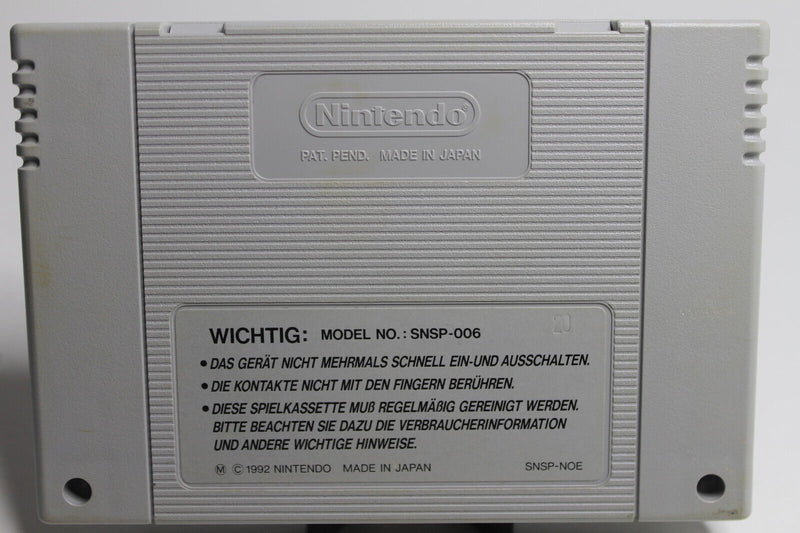 Nintendo®
PAT. PEND. MADE IN JAPAN
20
WICHTIG: MODEL NO.: SNSP-006
• DAS GERÄT NICHT MEHRMALS SCHNELL EIN-UND AUSSCHALTEN.
• DIE KONTAKTE NICHT MIT DEN FINGERN BERÜHREN.
• DIESE SPIELKASSETTE MUß REGELMÄßIG GEREINIGT WERDEN.
BITTE BEACHTEN SIE DAZU DIE VERBRAUCHERINFORMATION
UND ANDERE WICHTIGE HINWEISE.
Ⓜ © 1992 NINTENDO MADE IN JAPAN SNSP-NOE